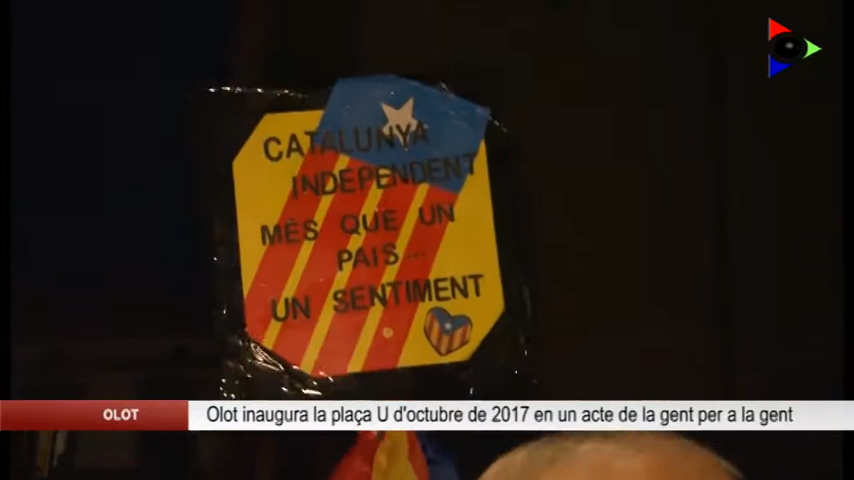 CATALUNYA
INDEPENDENT
MÈS QUE UN
PAIS...
UN SENTIMENT
OLOT
Olot inaugura la plaça U d'octubre de 2017 en un acte de la gent per a la gent